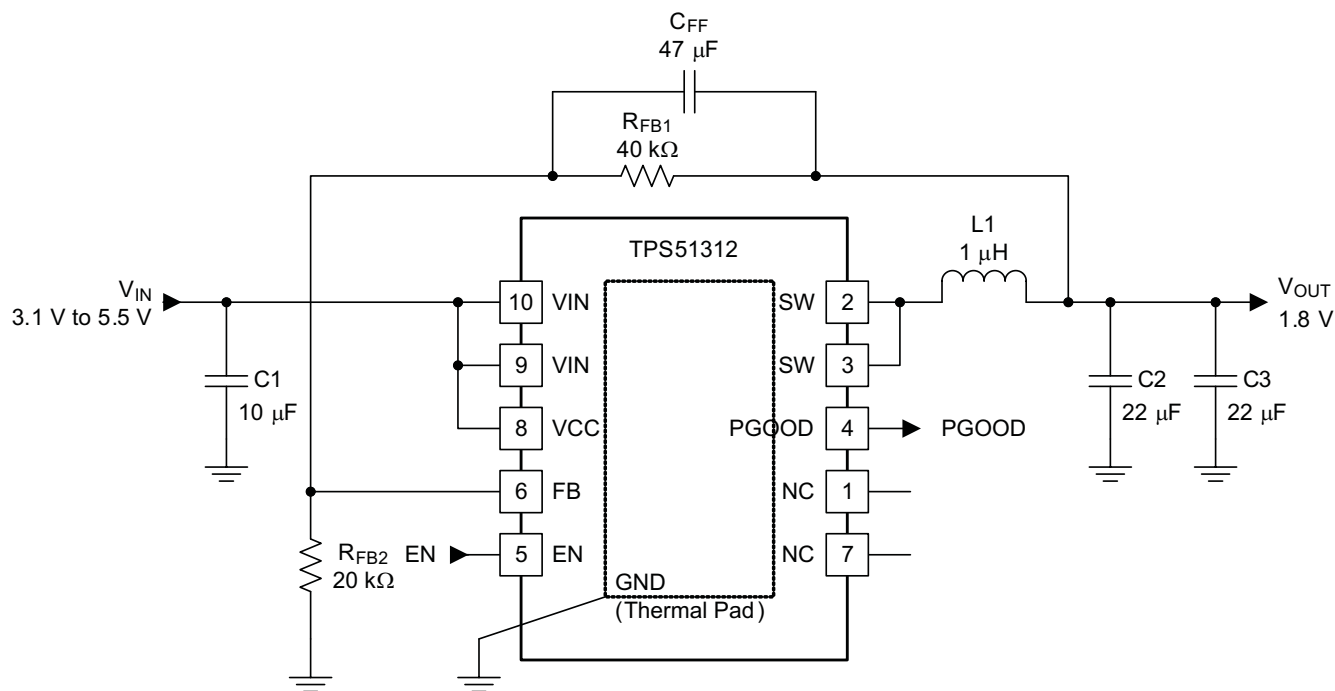 CFF
47 μF
RFB1
40 kΩ
TPS51312
L1
1 μH
VIN
3.1 V to 5.5 V
10 VIN
SW 2
VOUT
1.8 V
9 VIN
SW 3
C1
10 μF
C2
22 μF
C3
22 μF
8 VCC
PGOOD 4
PGOOD
6 FB
NC 1
RFB2
20 kΩ
EN
5 EN
NC 7
GND
(Thermal Pad)